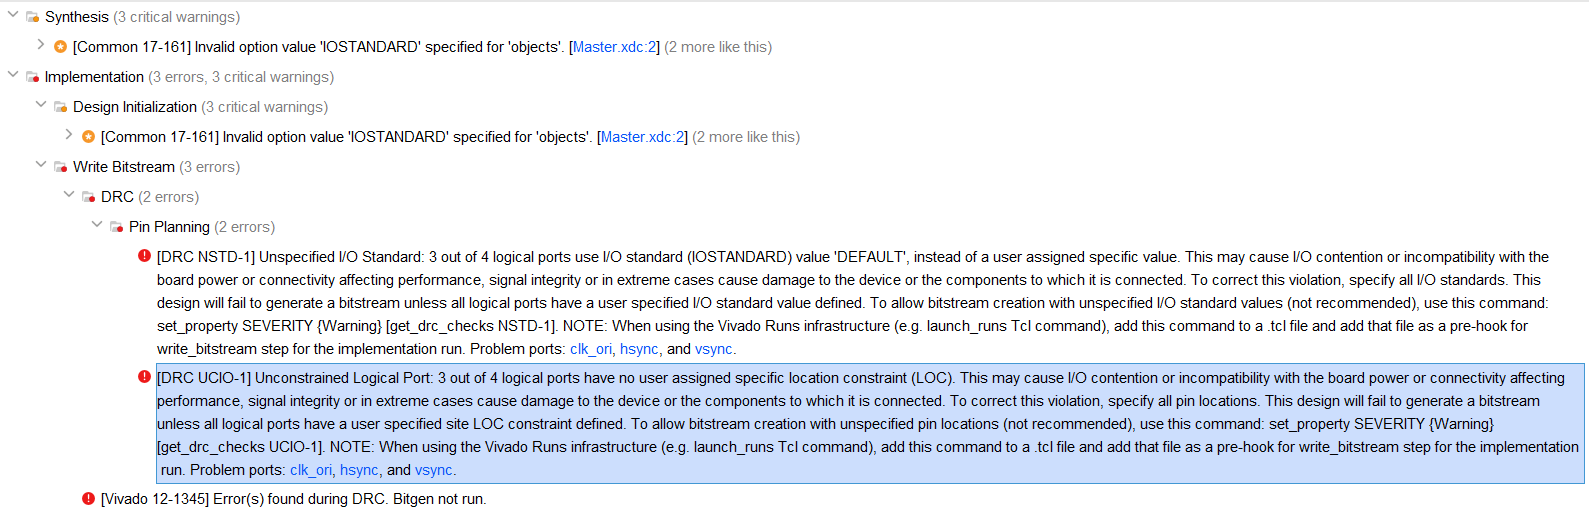 Synthesis (3 critical warnings)
[Common 17-161] Invalid option value 'IOSTANDARD' specified for 'objects'. [Master.xdc:2] (2 more like this)
Implementation (3 errors, 3 critical warnings)
Design Initialization (3 critical warnings)
[Common 17-161] Invalid option value 'IOSTANDARD' specified for 'objects'. [Master.xdc:2] (2 more like this)
Write Bitstream (3 errors)
DRC (2 errors)
Pin Planning (2 errors)
[DRC NSTD-1] Unspecified I/O Standard: 3 out of 4 logical ports use I/O standard (IOSTANDARD) value 'DEFAULT', instead of a user assigned specific value. This may cause I/O contention or incompatibility with the
board power or connectivity affecting performance, signal integrity or in extreme cases cause damage to the device or the components to which it is connected. To correct this violation, specify all I/O standards. This
design will fail to generate a bitstream unless all logical ports have a user specified I/O standard value defined. To allow bitstream creation with unspecified I/O standard values (not recommended), use this command:
set_property SEVERITY {Warning} [get_drc_checks NSTD-1]. NOTE: When using the Vivado Runs infrastructure (e.g. launch_runs Tcl command), add this command to a .tcl file and add that file as a pre-hook for
write_bitstream step for the implementation run. Problem ports: clk_ori, hsync, and vsync.
[DRC UCIO-1] Unconstrained Logical Port: 3 out of 4 logical ports have no user assigned specific location constraint (LOC). This may cause I/O contention or incompatibility with the board power or connectivity affecting
performance, signal integrity or in extreme cases cause damage to the device or the components to which it is connected. To correct this violation, specify all pin locations. This design will fail to generate a bitstream
unless all logical ports have a user specified site LOC constraint defined. To allow bitstream creation with unspecified pin locations (not recommended), use this command: set_property SEVERITY {Warning}
[get_drc_checks UCIO-1]. NOTE: When using the Vivado Runs infrastructure (e.g. launch_runs Tcl command), add this command to a .tcl file and add that file as a pre-hook for write_bitstream step for the implementation
run. Problem ports: clk_ori, hsync, and vsync.
[Vivado 12-1345] Error(s) found during DRC. Bitgen not run.